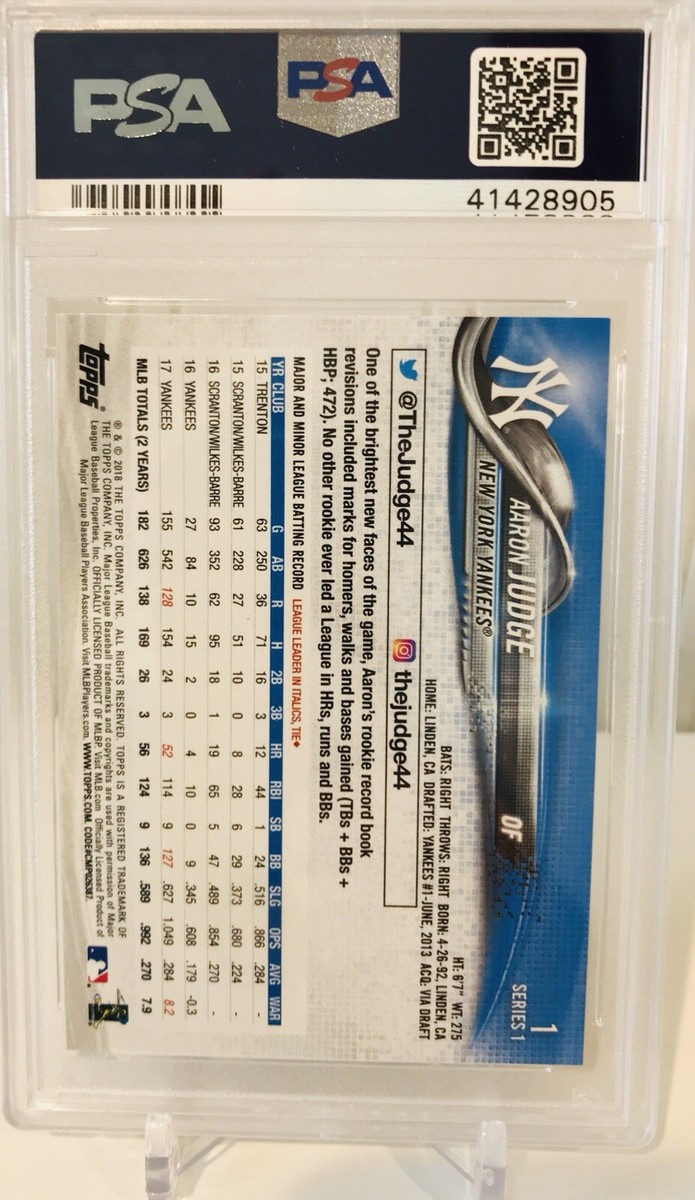 PSA
PSA
41428905
1
SERIES 1
AARON JUDGE OF
NEW YORK YANKEES®
HT: 6'7" WT: 275
BATS: RIGHT THROWS: RIGHT BORN: 4-26-92, LINDEN, CA
HOME: LINDEN, CA DRAFTED: YANKEES #1-JUNE, 2013 ACQ: VIA DRAFT
@TheJudge44 thejudge44
One of the brightest new faces of the game, Aaron's rookie record book
revisions included marks for homers, walks and bases gained (TBs + BBs +
HBP; 472). No other rookie ever led a League in HRs, runs and BBs.
MAJOR AND MINOR LEAGUE BATTING RECORD LEAGUE LEADER IN ITALICS, TIE♦
YR CLUB G AB R H 2B 3B HR RBI SB BB SLG OPS AVG WAR
15 TRENTON 63 250 36 71 16 3 12 44 1 24 .516 .866 .284 -
15 SCRANTON/WILKES-BARRE 61 228 27 51 10 0 8 28 6 29 .373 .680 .224 -
16 SCRANTON/WILKES-BARRE 93 352 62 95 18 1 19 65 5 47 .489 .854 .270 -
16 YANKEES 27 84 10 15 2 0 4 10 0 9 .345 .608 .179 -0.3
17 YANKEES 155 542 128 154 24 3 52 114 9 127 .627 1.049 .284 8.2
MLB TOTALS (2 YEARS) 182 626 138 169 26 3 56 124 9 136 .589 .992 .270 7.9
topps®
® & © 2018 THE TOPPS COMPANY, INC. ALL RIGHTS RESERVED. TOPPS IS A REGISTERED TRADEMARK OF
THE TOPPS COMPANY, INC. Major League Baseball trademarks and copyrights are used with permission of Major
League Baseball Properties, Inc. OFFICIALLY LICENSED PRODUCT OF MLBP. Visit MLB.com Officially Licensed Product of
Major League Baseball Players Association. Visit MLBPlayers.com. WWW.TOPPS.COM. CODE#CMP026387.